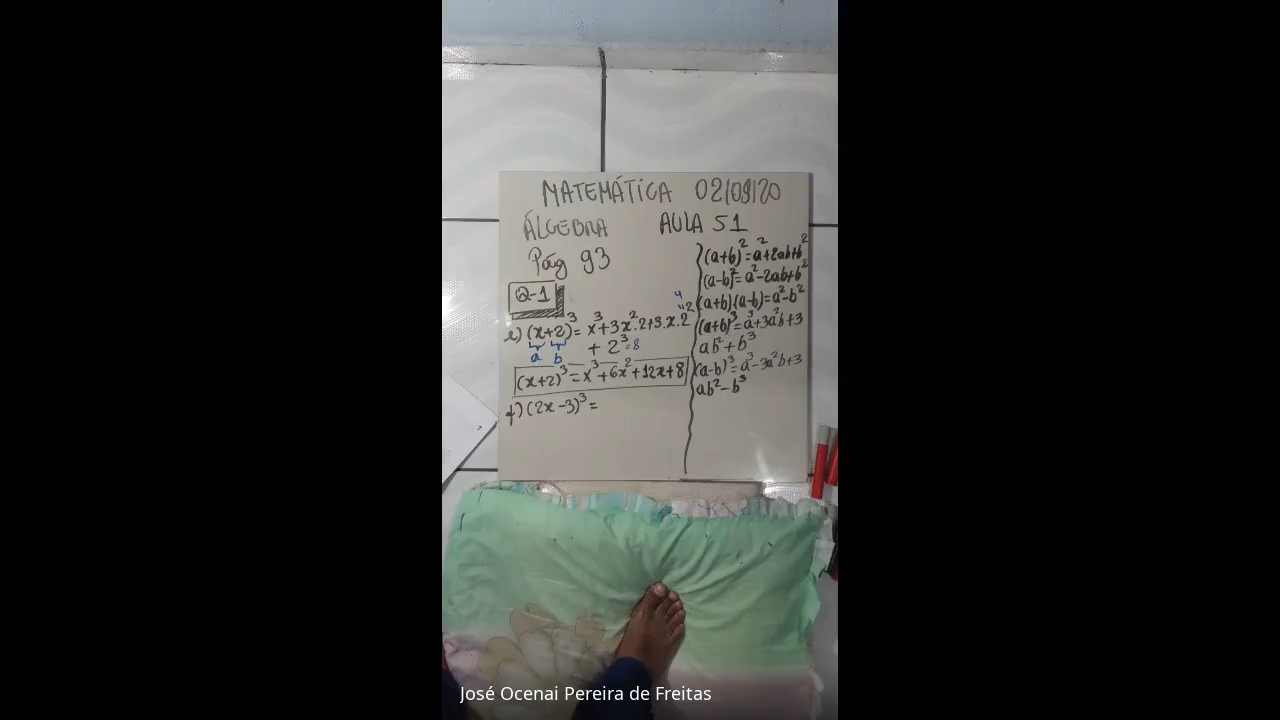 MATEMÁTICA 02/09/20
ÁLGEBRA AULA 51
Pág 93
Q-1
e) (x+2)³ = x³+3x².2+3.x.2²
4
"
a b
+ 2³=8
(x+2)³ = x³+6x²+12x+8
f) (2x-3)³ =
(a+b)²=a²+2ab+b²
(a-b)²=a²-2ab+b²
(a+b).(a-b)=a²-b²
(a+b)³=a³+3a²b+3
ab²+b³
(a-b)³=a³-3a²b+3
ab²-b³
José Ocenai Pereira de Freitas